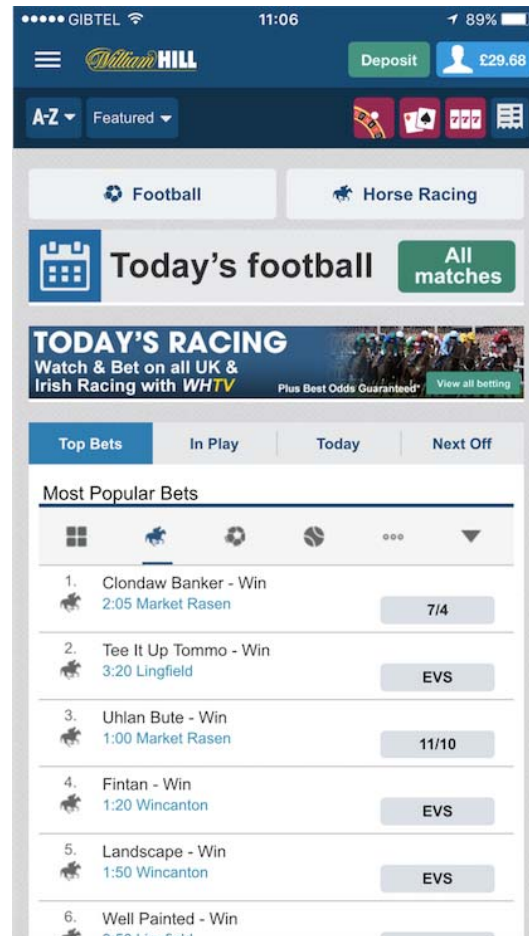 GIBTEL 11:06 89%
William HILL Deposit £29.68
A-Z Featured
777
Football Horse Racing
Today's football All matches
TODAY'S RACING
Watch & Bet on all UK &
Irish Racing with WHTV Plus Best Odds Guaranteed* View all betting
Top Bets In Play Today Next Off
Most Popular Bets
1. Clondaw Banker - Win
2:05 Market Rasen 7/4
2. Tee It Up Tommo - Win
3:20 Lingfield EVS
3. Uhlan Bute - Win
1:00 Market Rasen 11/10
4. Fintan - Win
1:20 Wincanton EVS
5. Landscape - Win
1:50 Wincanton EVS
6. Well Painted - Win